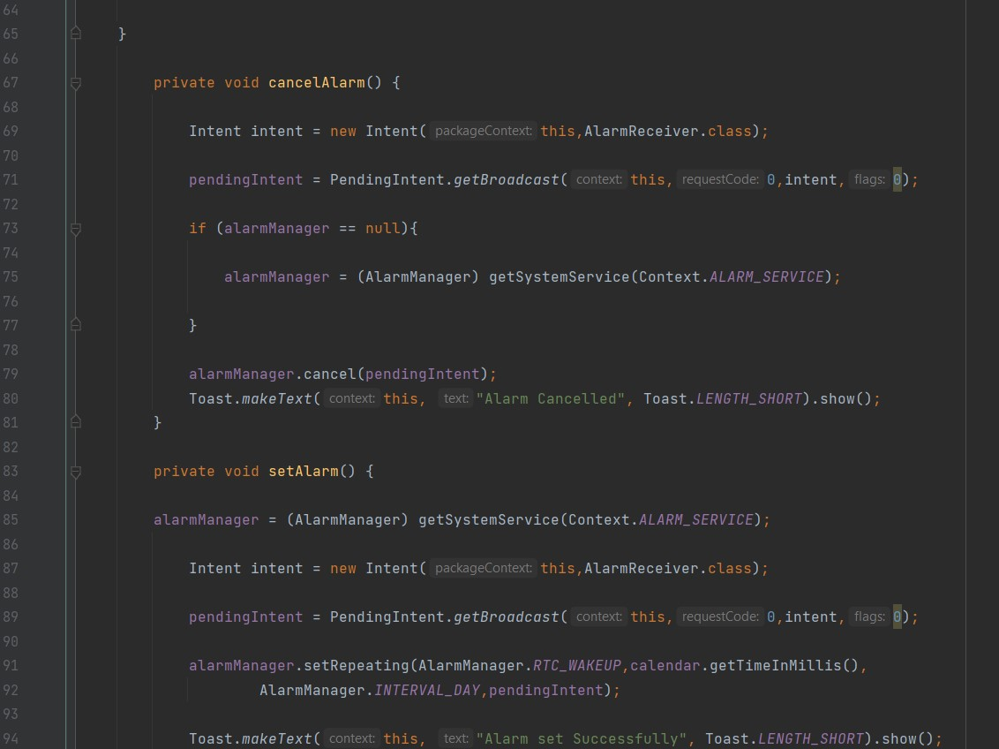 64
65 }
66
67 private void cancelAlarm() {
68
69 Intent intent = new Intent( packageContext: this,AlarmReceiver.class);
70
71 pendingIntent = PendingIntent.getBroadcast( context: this, requestCode: 0,intent, flags: 0);
72
73 if (alarmManager == null){
74
75 alarmManager = (AlarmManager) getSystemService(Context.ALARM_SERVICE);
76
77 }
78
79 alarmManager.cancel(pendingIntent);
80 Toast.makeText( context: this, text: "Alarm Cancelled", Toast.LENGTH_SHORT).show();
81 }
82
83 private void setAlarm() {
84
85 alarmManager = (AlarmManager) getSystemService(Context.ALARM_SERVICE);
86
87 Intent intent = new Intent( packageContext: this,AlarmReceiver.class);
88
89 pendingIntent = PendingIntent.getBroadcast( context: this, requestCode: 0,intent, flags: 0);
90
91 alarmManager.setRepeating(AlarmManager.RTC_WAKEUP,calendar.getTimeInMillis(),
92 AlarmManager.INTERVAL_DAY,pendingIntent);
93
94 Toast.makeText( context: this, text: "Alarm set Successfully", Toast.LENGTH_SHORT).show();